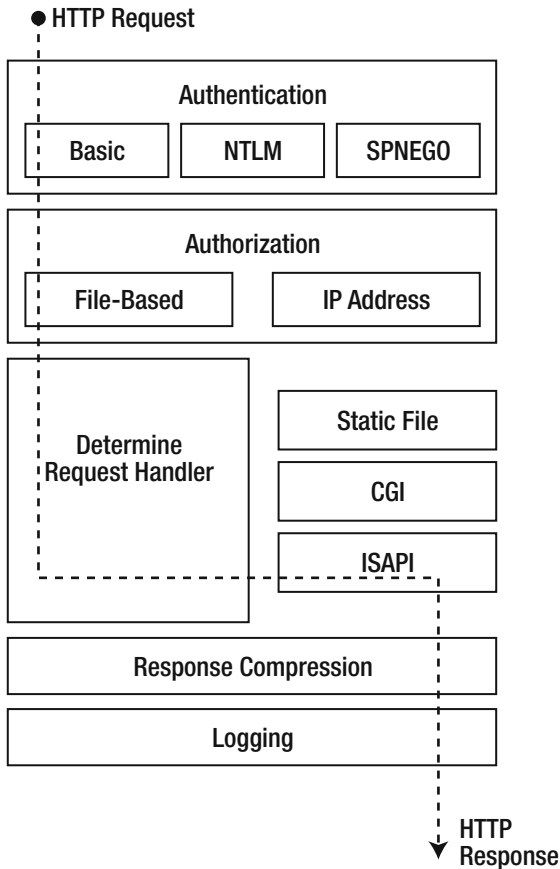 HTTP Request
Authentication
Basic
NTLM
SPNEGO
Authorization
File-Based
IP Address
Determine
Request Handler
Static File
CGI
ISAPI
Response Compression
Logging
HTTP
Response